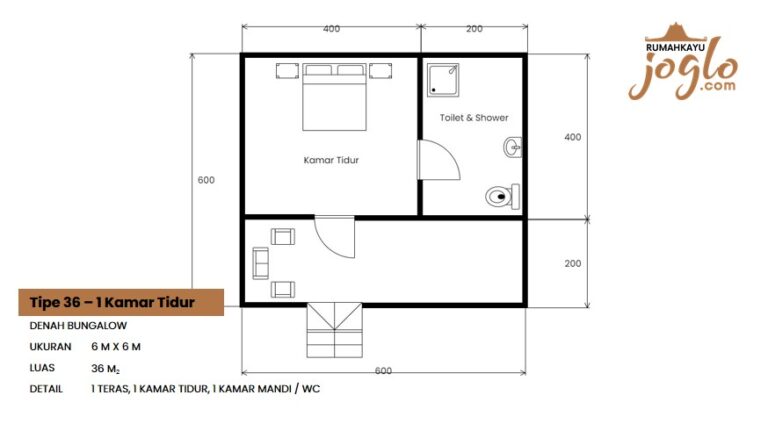 400
200
RUMAHKAYU
joglo
.com
Toilet & Shower
400
Kamar Tidur
600
200
Tipe 36 – 1 Kamar Tidur
DENAH BUNGALOW
UKURAN 6 M X 6 M
LUAS 36 M₂
600
DETAIL 1 TERAS, 1 KAMAR TIDUR, 1 KAMAR MANDI / WC